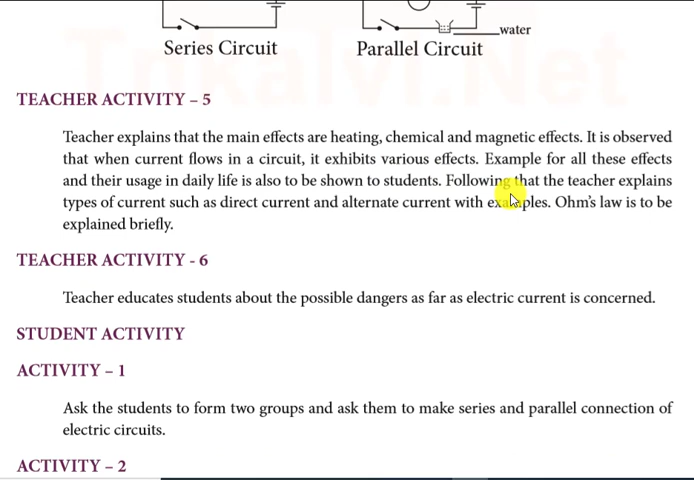 water
Series Circuit Parallel Circuit
TnKalvi.Net
TEACHER ACTIVITY – 5
Teacher explains that the main effects are heating, chemical and magnetic effects. It is observed
that when current flows in a circuit, it exhibits various effects. Example for all these effects
and their usage in daily life is also to be shown to students. Following that the teacher explains
types of current such as direct current and alternate current with examples. Ohm's law is to be
explained briefly.
TEACHER ACTIVITY - 6
Teacher educates students about the possible dangers as far as electric current is concerned.
STUDENT ACTIVITY
ACTIVITY – 1
Ask the students to form two groups and ask them to make series and parallel connection of
electric circuits.
ACTIVITY – 2